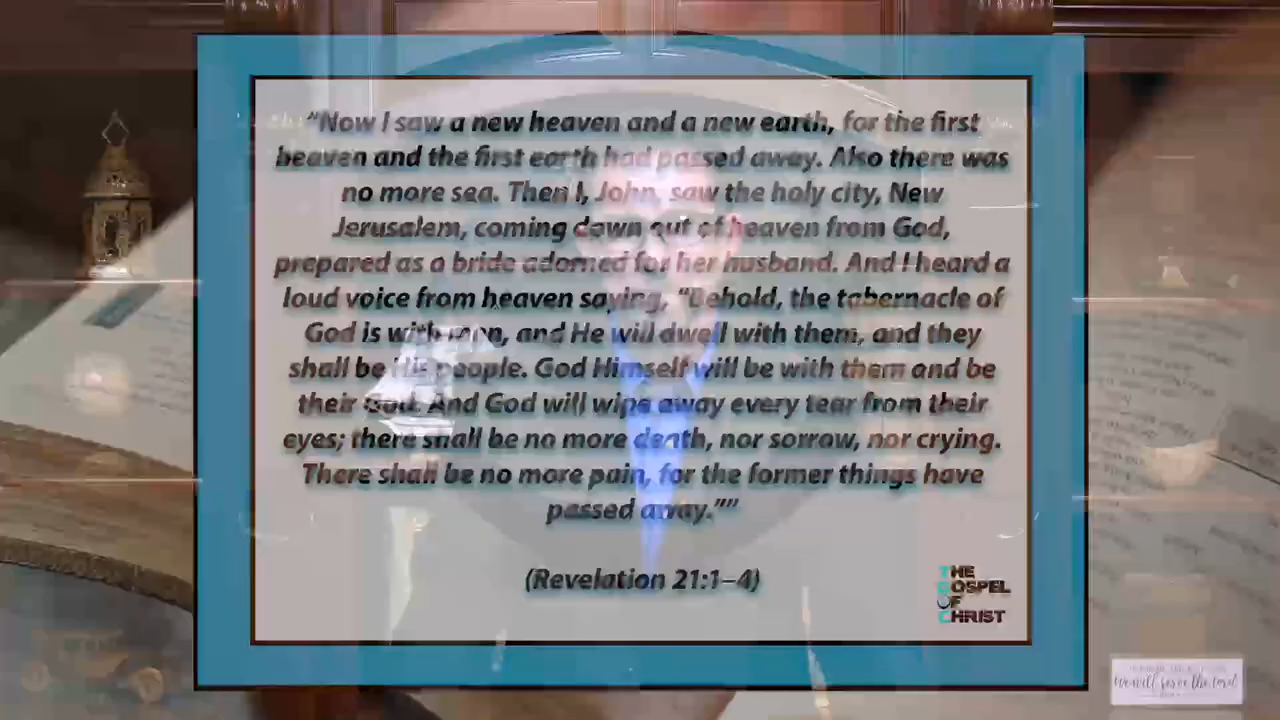 “Now I saw a new heaven and a new earth, for the first
heaven and the first earth had passed away. Also there was
no more sea. Then I, John, saw the holy city, New
Jerusalem, coming down out of heaven from God,
prepared as a bride adorned for her husband. And I heard a
loud voice from heaven saying, “Behold, the tabernacle of
God is with men, and He will dwell with them, and they
shall be His people. God Himself will be with them and be
their God. And God will wipe away every tear from their
eyes; there shall be no more death, nor sorrow, nor crying.
There shall be no more pain, for the former things have
passed away.””
(Revelation 21:1–4)
THE
GOSPEL
OF
CHRIST
we will serve the Lord